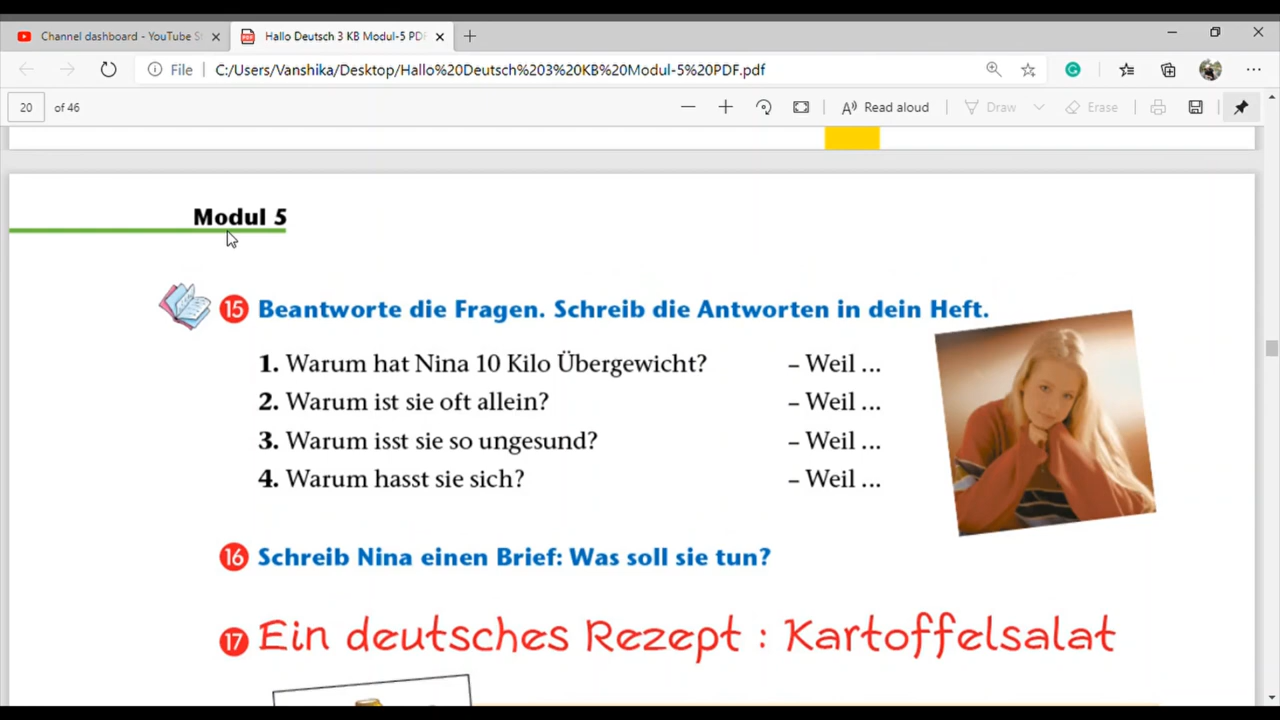 Channel dashboard - YouTube S
Hallo Deutsch 3 KB Modul-5 PDF
File
C:/Users/Vanshika/Desktop/Hallo%20Deutsch%203%20KB%20Modul-5%20PDF.pdf
20 of 46
Read aloud
Draw
Erase
Modul 5
15 Beantworte die Fragen. Schreib die Antworten in dein Heft.
1. Warum hat Nina 10 Kilo Übergewicht? – Weil ...
2. Warum ist sie oft allein? – Weil ...
3. Warum isst sie so ungesund? – Weil ...
4. Warum hasst sie sich? – Weil ...
16 Schreib Nina einen Brief: Was soll sie tun?
17 Ein deutsches Rezept : Kartoffelsalat